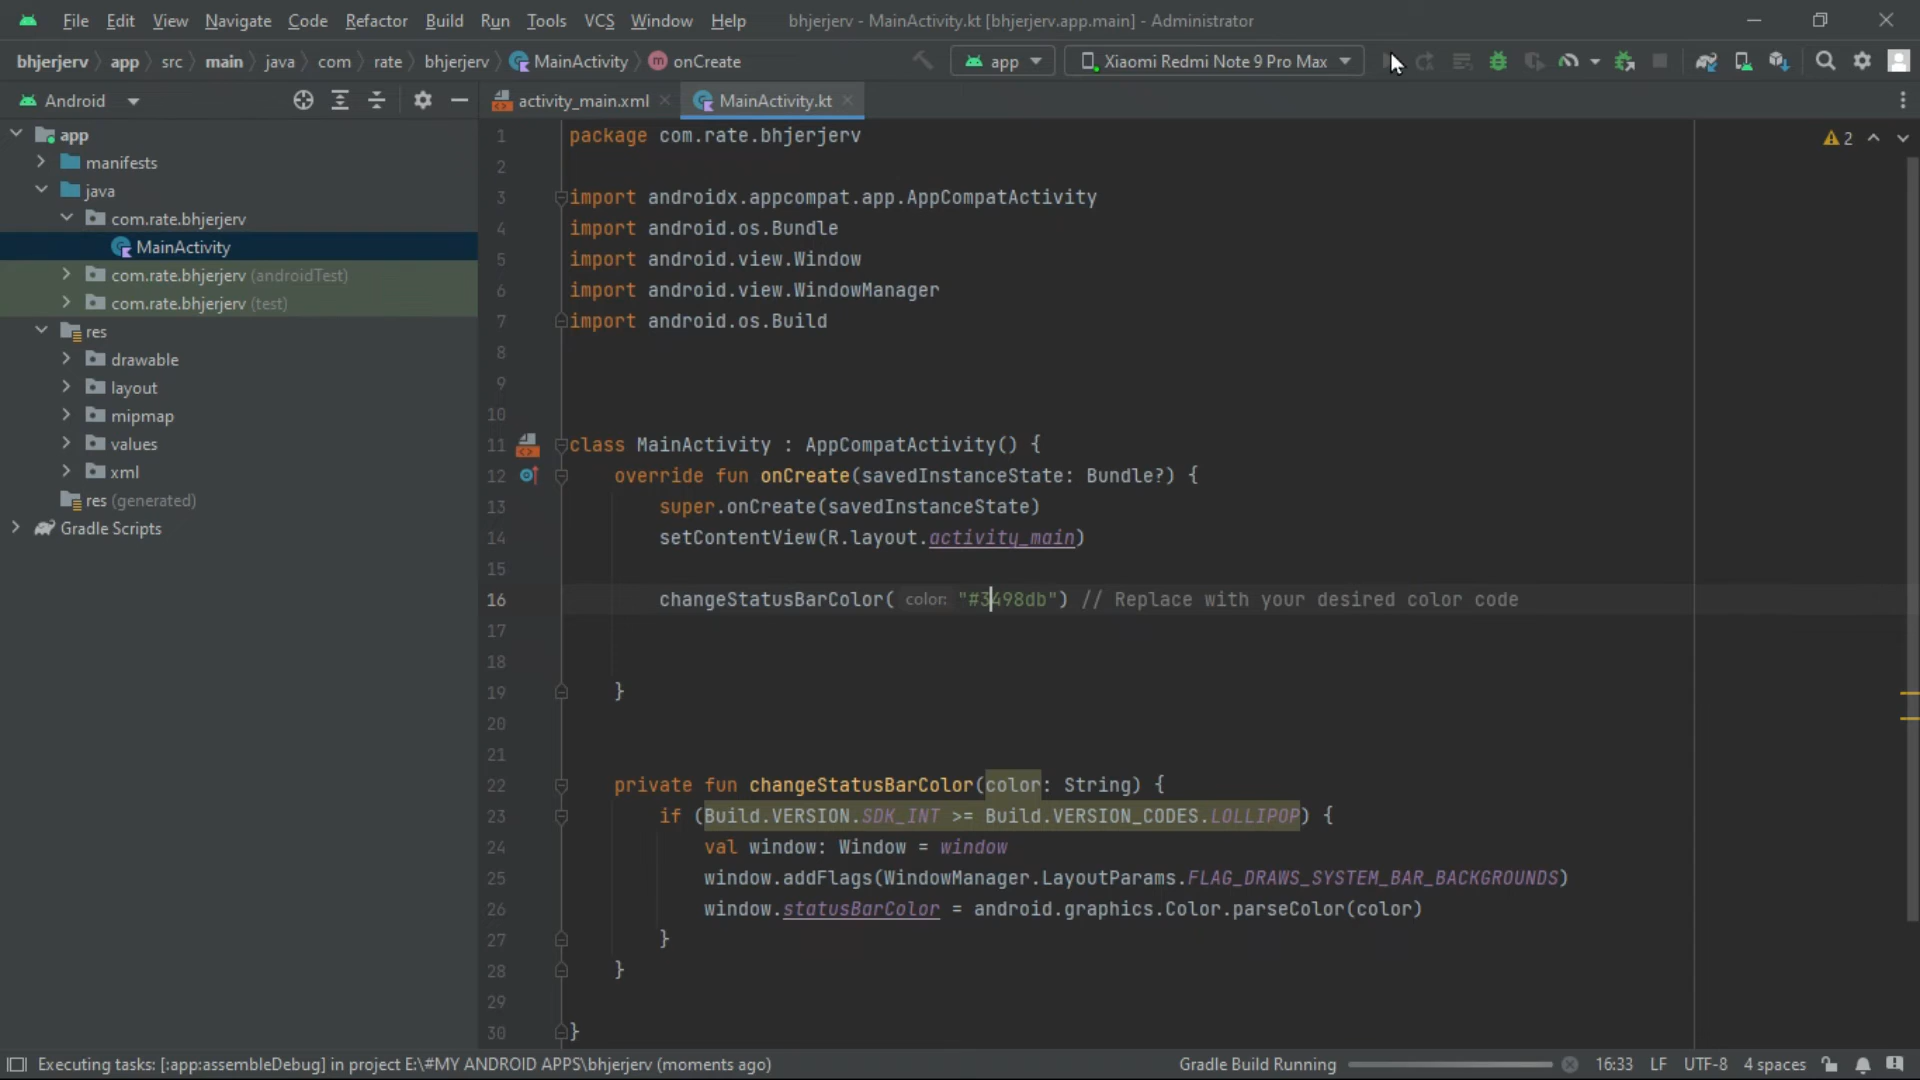 File Edit View Navigate Code Refactor Build Run Tools VCS Window Help bhjerjerv - MainActivity.kt [bhjerjerv.app.main] - Administrator
bhjerjerv app src main java com rate bhjerjerv MainActivity onCreate app Xiaomi Redmi Note 9 Pro Max
Android activity_main.xml MainActivity.kt
app
manifests
java
com.rate.bhjerjerv
MainActivity
com.rate.bhjerjerv (androidTest)
com.rate.bhjerjerv (test)
res
drawable
layout
mipmap
values
xml
res (generated)
Gradle Scripts
1 package com.rate.bhjerjerv
2
3 import androidx.appcompat.app.AppCompatActivity
4 import android.os.Bundle
5 import android.view.Window
6 import android.view.WindowManager
7 import android.os.Build
8
9
10
11 class MainActivity : AppCompatActivity() {
12 override fun onCreate(savedInstanceState: Bundle?) {
13 super.onCreate(savedInstanceState)
14 setContentView(R.layout.activity_main)
15
16 changeStatusBarColor( color: "#3498db") // Replace with your desired color code
17
18
19 }
20
21
22 private fun changeStatusBarColor(color: String) {
23 if (Build.VERSION.SDK_INT >= Build.VERSION_CODES.LOLLIPOP) {
24 val window: Window = window
25 window.addFlags(WindowManager.LayoutParams.FLAG_DRAWS_SYSTEM_BAR_BACKGROUNDS)
26 window.statusBarColor = android.graphics.Color.parseColor(color)
27 }
28 }
29
30 }
2
Executing tasks: [:app:assembleDebug] in project E:\#MY ANDROID APPS\bhjerjerv (moments ago) Gradle Build Running 16:33 LF UTF-8 4 spaces